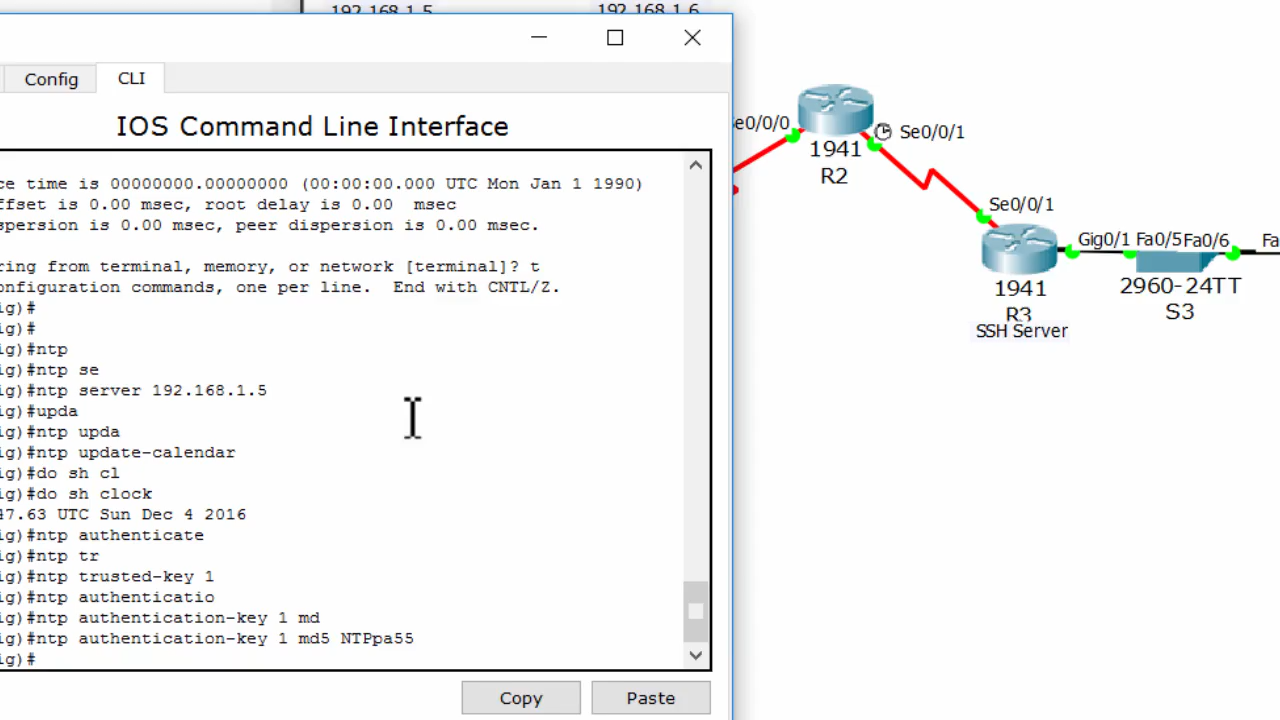 192.168.1.5
192.168.1.6
Config
CLI
IOS Command Line Interface
ce time is 00000000.00000000 (00:00:00.000 UTC Mon Jan 1 1990)
ffset is 0.00 msec, root delay is 0.00  msec
spersion is 0.00 msec, peer dispersion is 0.00 msec.
ring from terminal, memory, or network [terminal]? t
onfiguration commands, one per line.  End with CNTL/Z.
ig)#
ig)#
ig)#ntp
ig)#ntp se
ig)#ntp server 192.168.1.5
ig)#upda
ig)#ntp upda
ig)#ntp update-calendar
ig)#do sh cl
ig)#do sh clock
47.63 UTC Sun Dec 4 2016
ig)#ntp authenticate
ig)#ntp tr
ig)#ntp trusted-key 1
ig)#ntp authenticatio
ig)#ntp authentication-key 1 md
ig)#ntp authentication-key 1 md5 NTPpa55
ig)#
Copy
Paste
Se0/0/0
1941
R2
Se0/0/1
Se0/0/1
1941
R3
SSH Server
Gig0/1
Fa0/5
Fa0/6
Fa
2960-24TT
S3